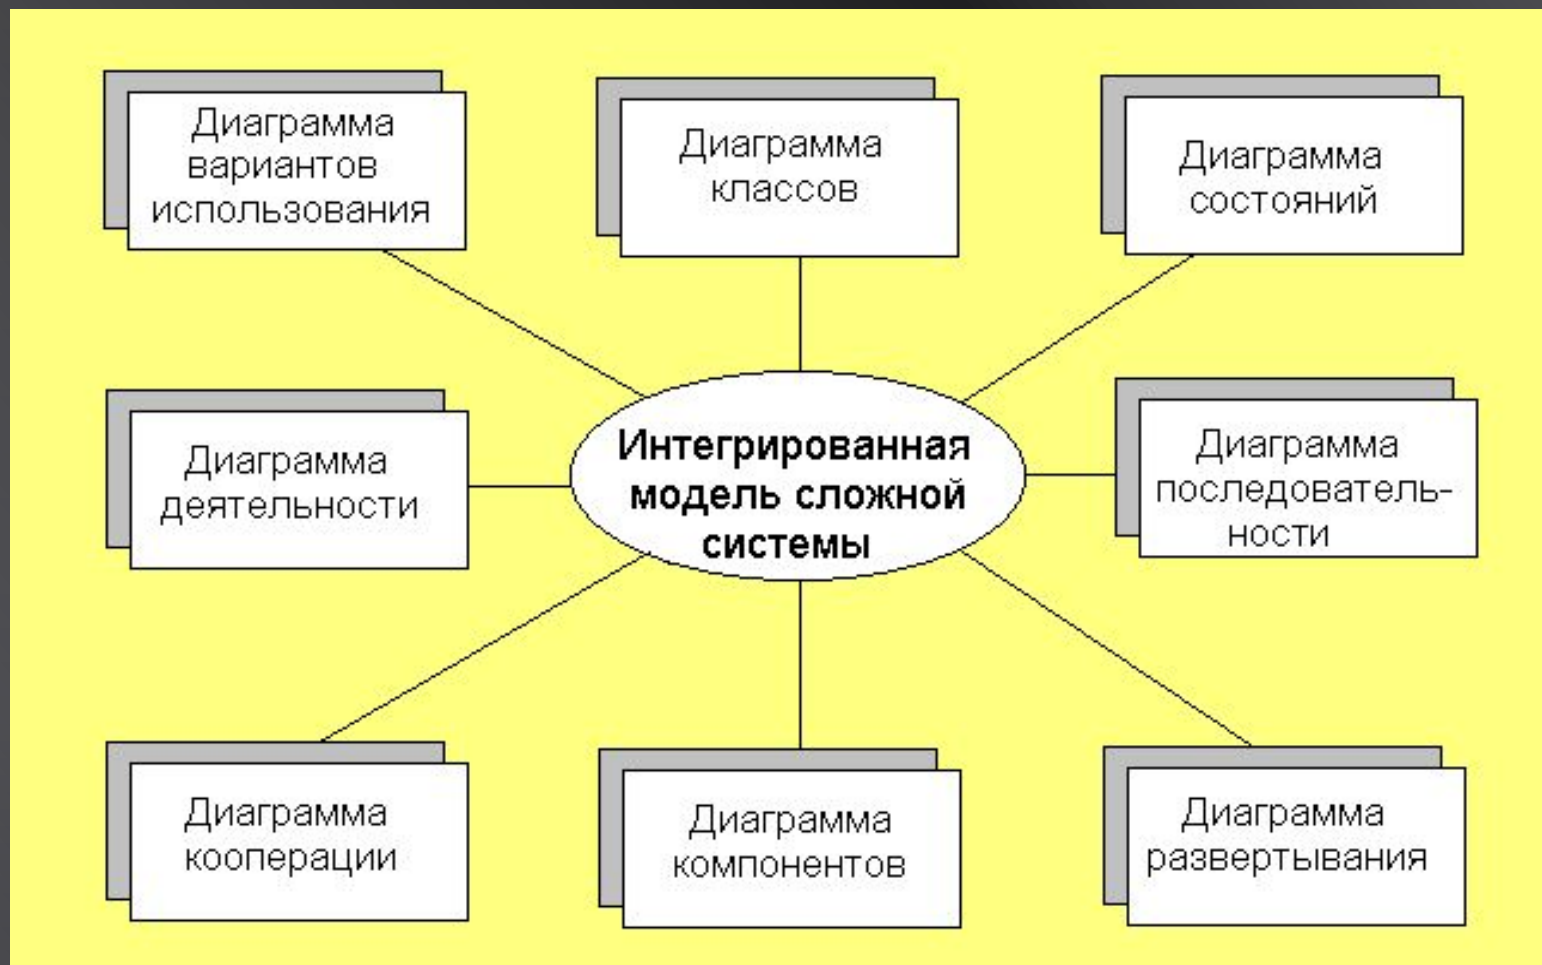 Диаграмма
вариантов
использования
Диаграмма
классов
Диаграмма
состояний
Диаграмма
деятельности
Интегрированная
модель сложной
системы
Диаграмма
последователь-
ности
Диаграмма
кооперации
Диаграмма
компонентов
Диаграмма
развертывания